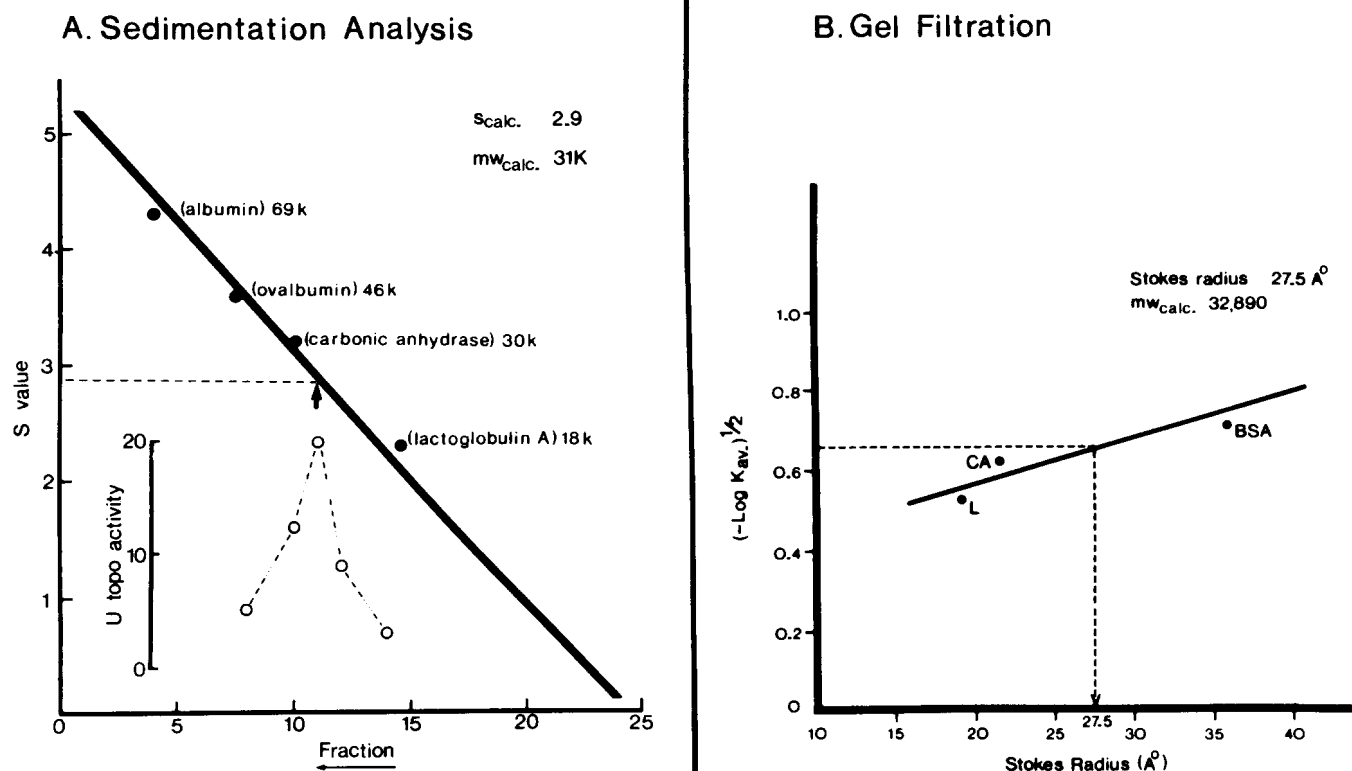 A. Sedimentation Analysis
S calc. 2.9
mw calc. 31K
5
4
3
2
1
S value
(albumin) 69k
(ovalbumin) 46k
(carbonic anhydrase) 30k
(lactoglobulin A) 18k
20
10
0
U topo activity
0 5 10 15 20 25
Fraction
B. Gel Filtration
Stokes radius 27.5 A°
mw calc. 32,890
1.0
0.8
0.6
0.4
0.2
0
(-Log Kav.)½
CA
L
BSA
10 15 20 25 27.5 30 35 40
Stokes Radius (A°)